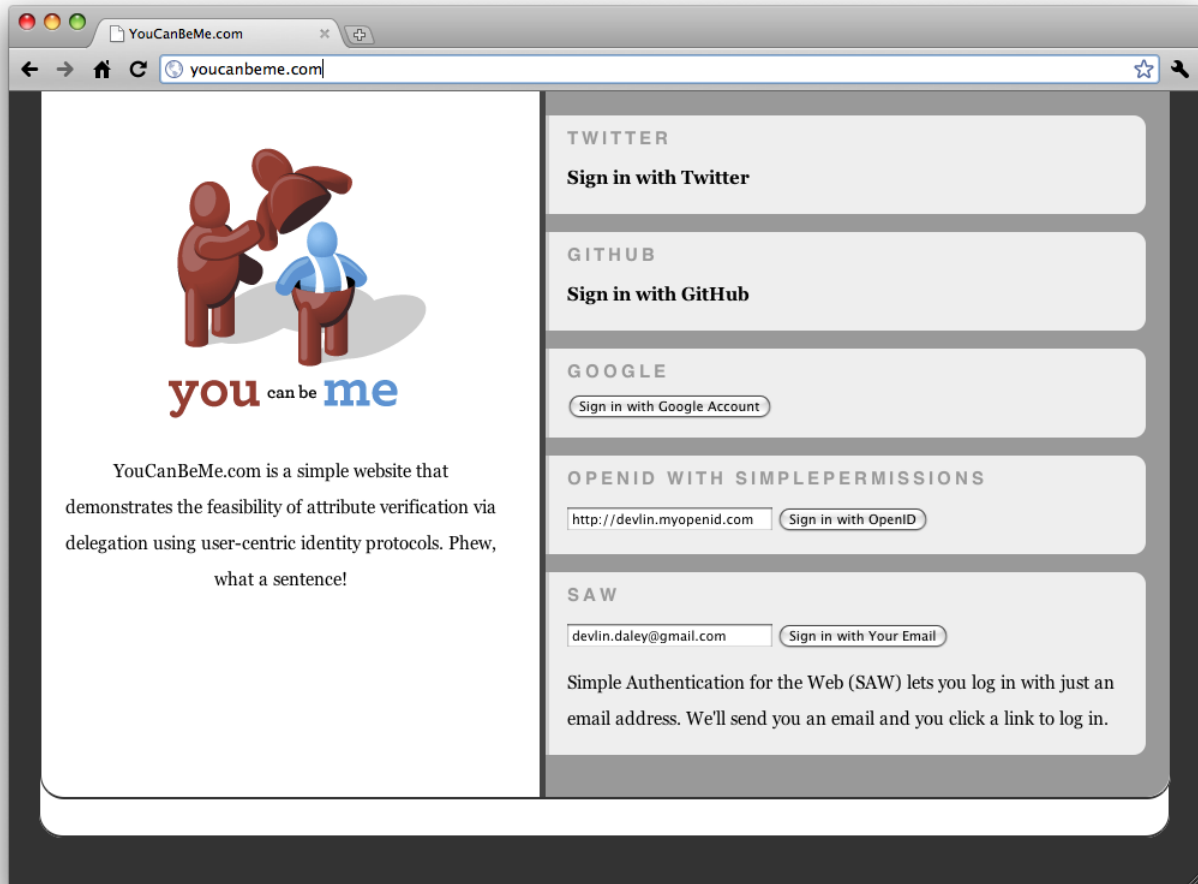 YouCanBeMe.com
youcanbeme.com
you can be me
YouCanBeMe.com is a simple website that
demonstrates the feasibility of attribute verification via
delegation using user-centric identity protocols. Phew,
what a sentence!
TWITTER
Sign in with Twitter
GITHUB
Sign in with GitHub
GOOGLE
Sign in with Google Account
OPENID WITH SIMPLEPERMISSIONS
http://devlin.myopenid.com Sign in with OpenID
SAW
devlin.daley@gmail.com Sign in with Your Email
Simple Authentication for the Web (SAW) lets you log in with just an
email address. We'll send you an email and you click a link to log in.